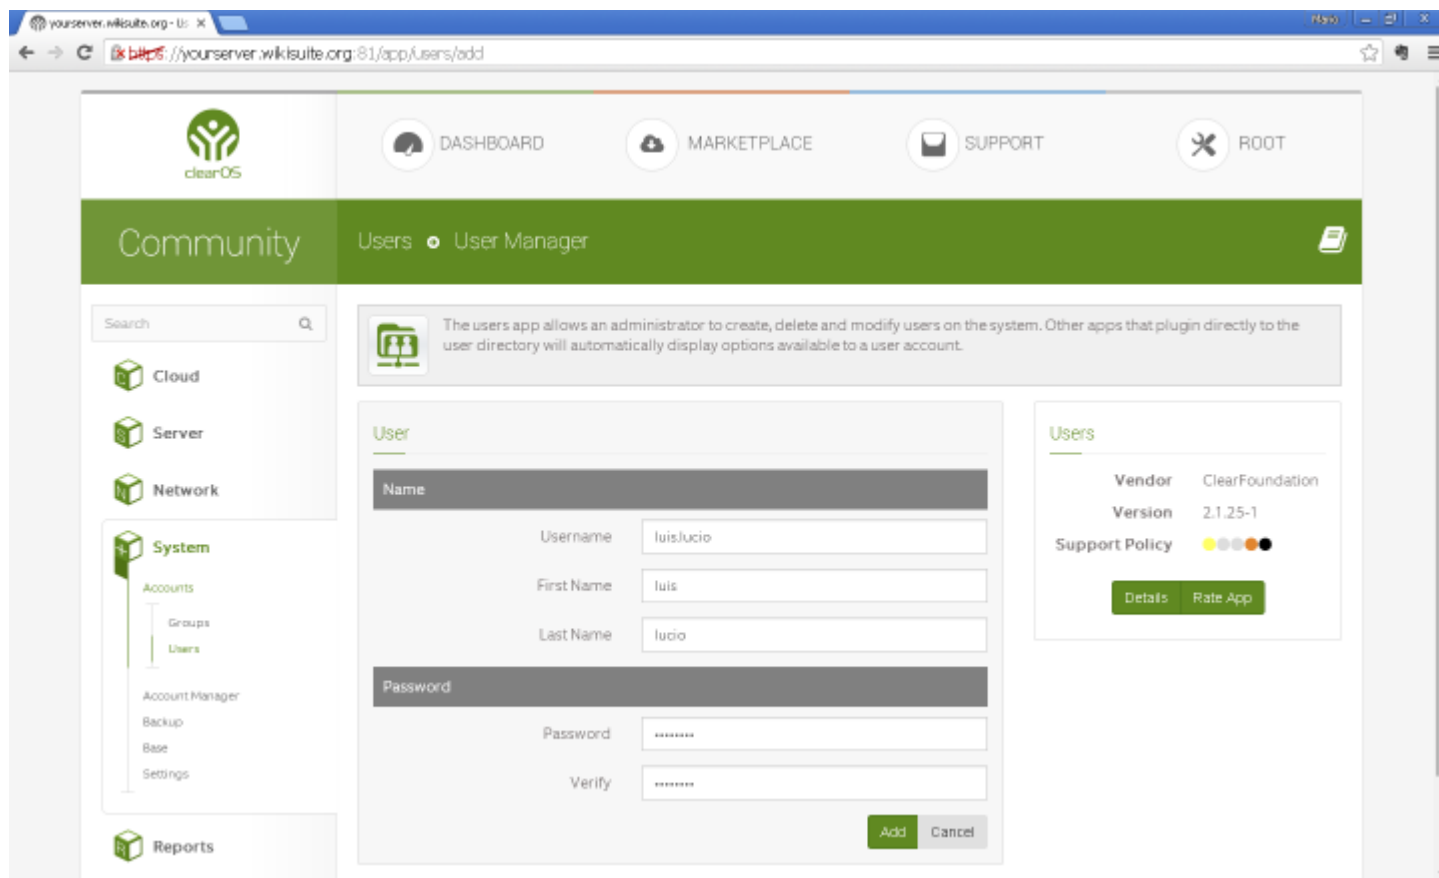 yourserver.wikisuite.org - Us
Mario
https://yourserver.wikisuite.org:81/app/users/add
clearOS
DASHBOARD
MARKETPLACE
SUPPORT
ROOT
Community
Users User Manager
Search
The users app allows an administrator to create, delete and modify users on the system. Other apps that plugin directly to the
user directory will automatically display options available to a user account.
Cloud
Server
Network
System
Accounts
Groups
Users
Account Manager
Backup
Base
Settings
Reports
User
Name
Username luis.lucio
First Name luis
Last Name lucio
Password
Password ••••••••
Verify ••••••••
Add Cancel
Users
Vendor ClearFoundation
Version 2.1.25-1
Support Policy
Details Rate App